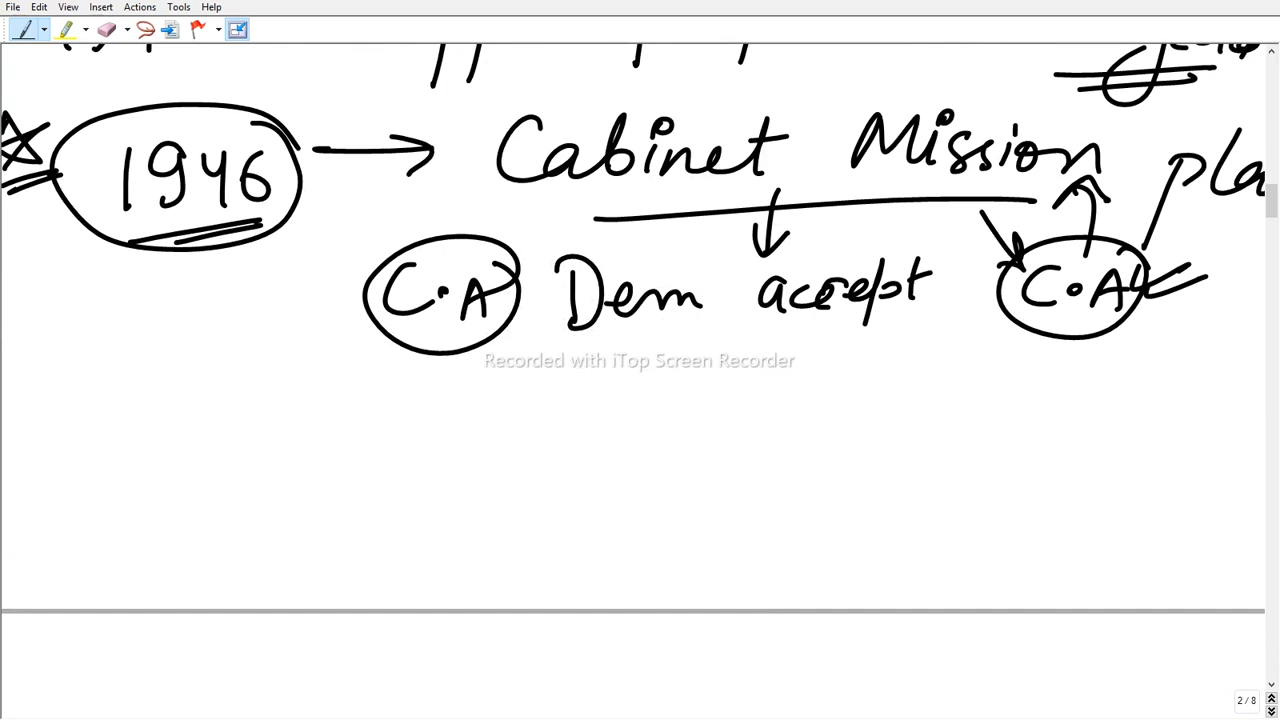 File Edit View Insert Actions Tools Help
1946 → Cabinet Mission
C.A Dem accept C.A
Recorded with iTop Screen Recorder
2 / 8